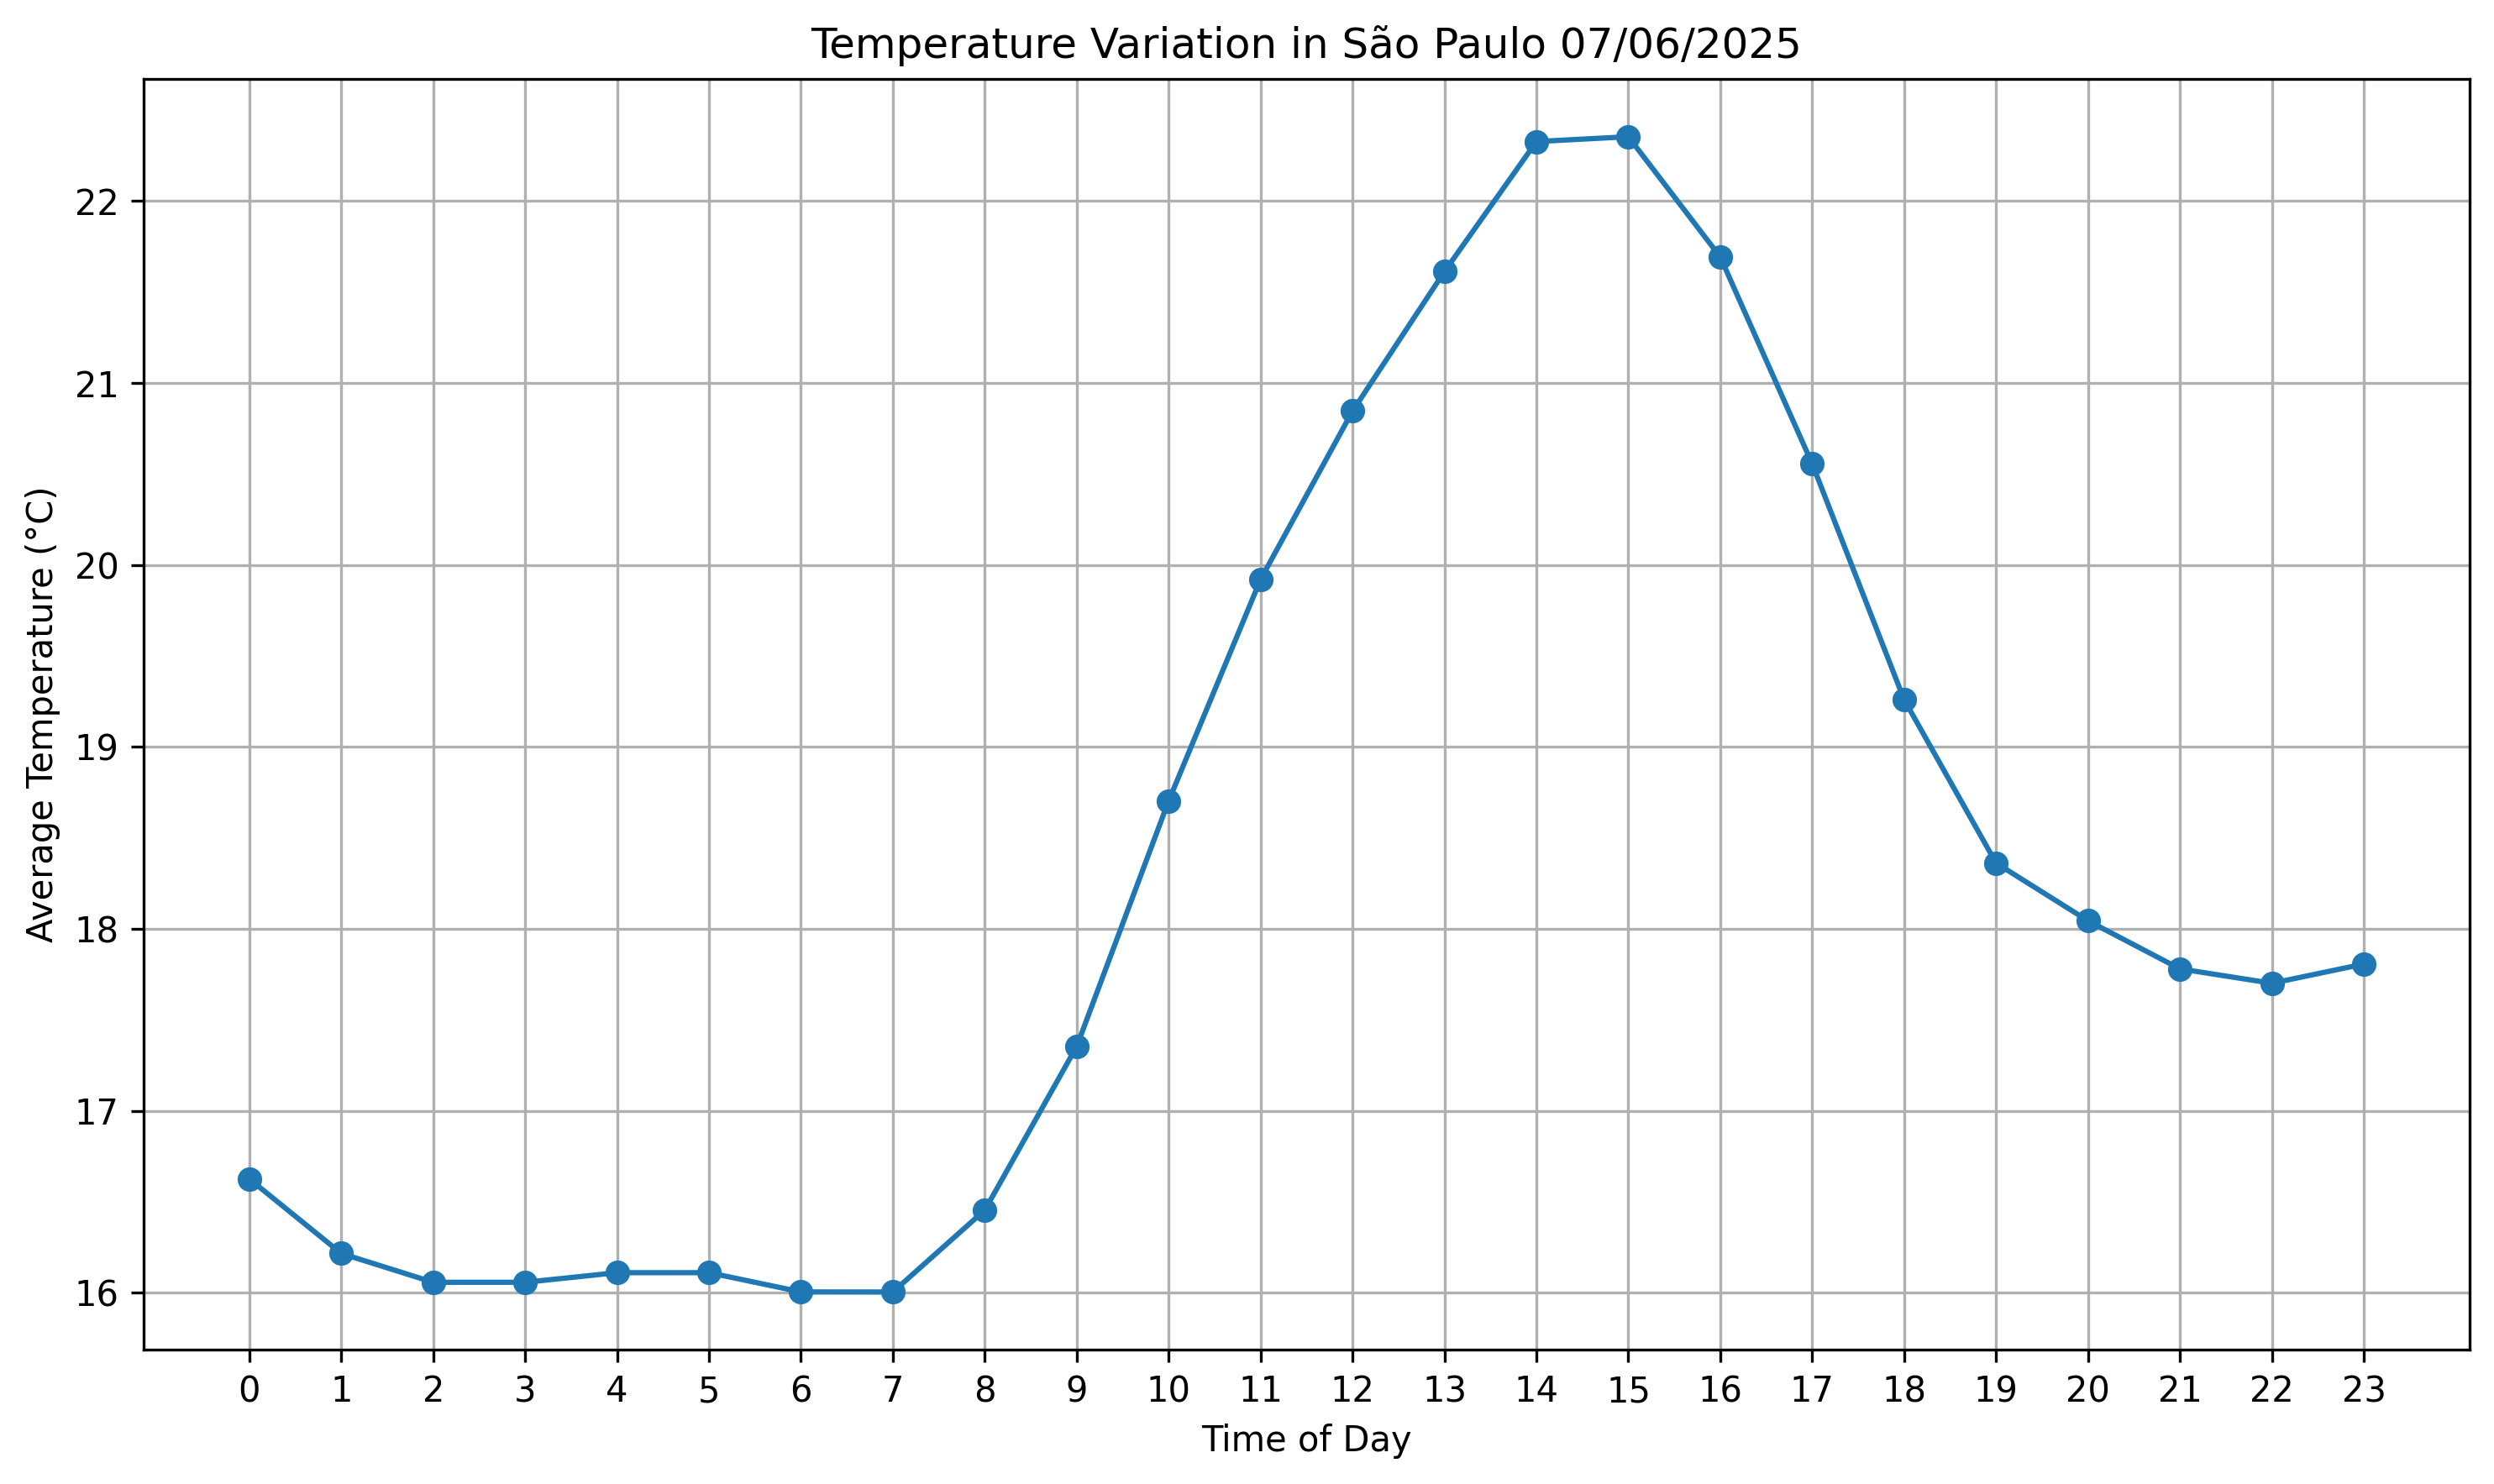 Temperature Variation in São Paulo 07/06/2025
Average Temperature (°C)
22
21
20
19
18
17
16
0 1 2 3 4 5 6 7 8 9 10 11 12 13 14 15 16 17 18 19 20 21 22 23
Time of Day